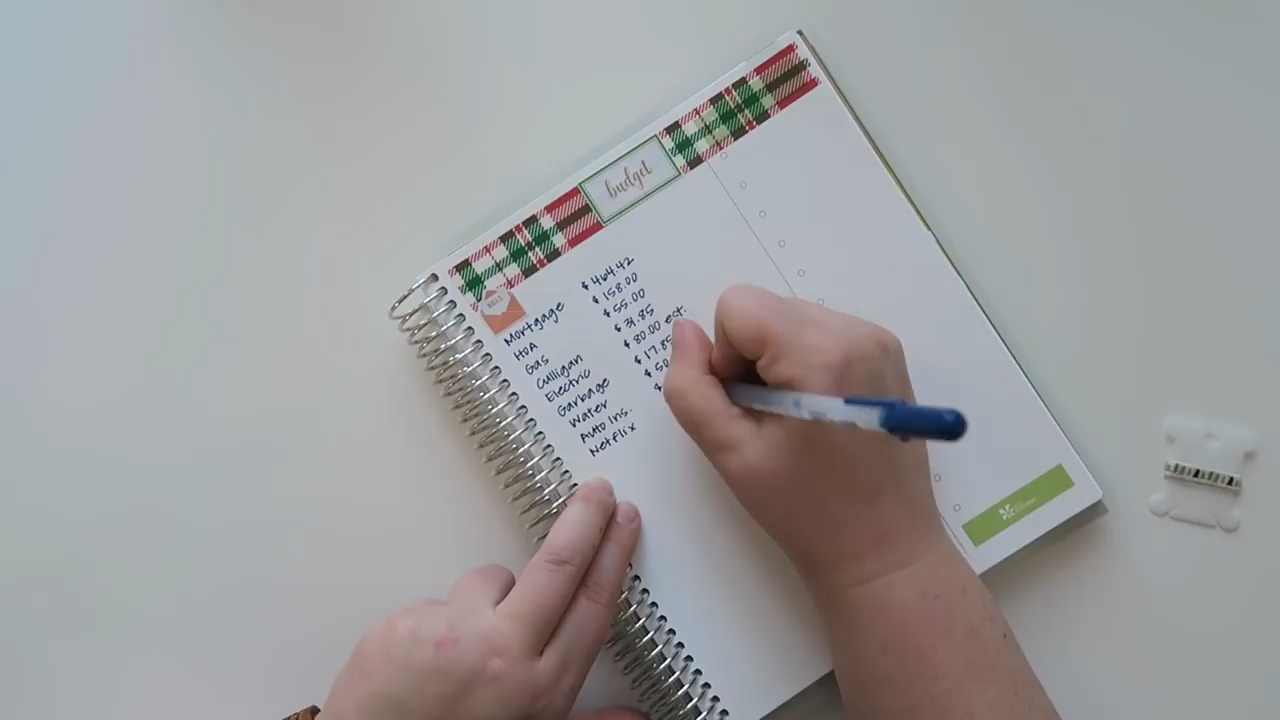 budget
BILLS
Mortgage $464.42
HOA $158.00
Gas $55.00
Culligan $31.85
Electric $80.00 est.
Garbage $17.85
Water $50
Auto Ins. $
Netflix